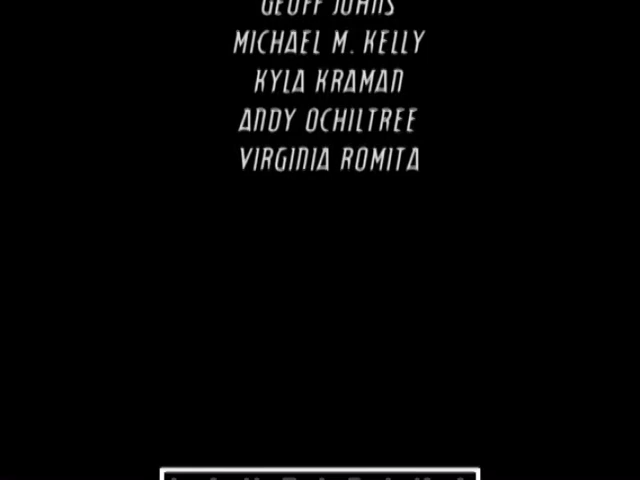 GEOFF JOHNS
MICHAEL M. KELLY
KYLA KRAMAN
ANDY OCHILTREE
VIRGINIA ROMITA